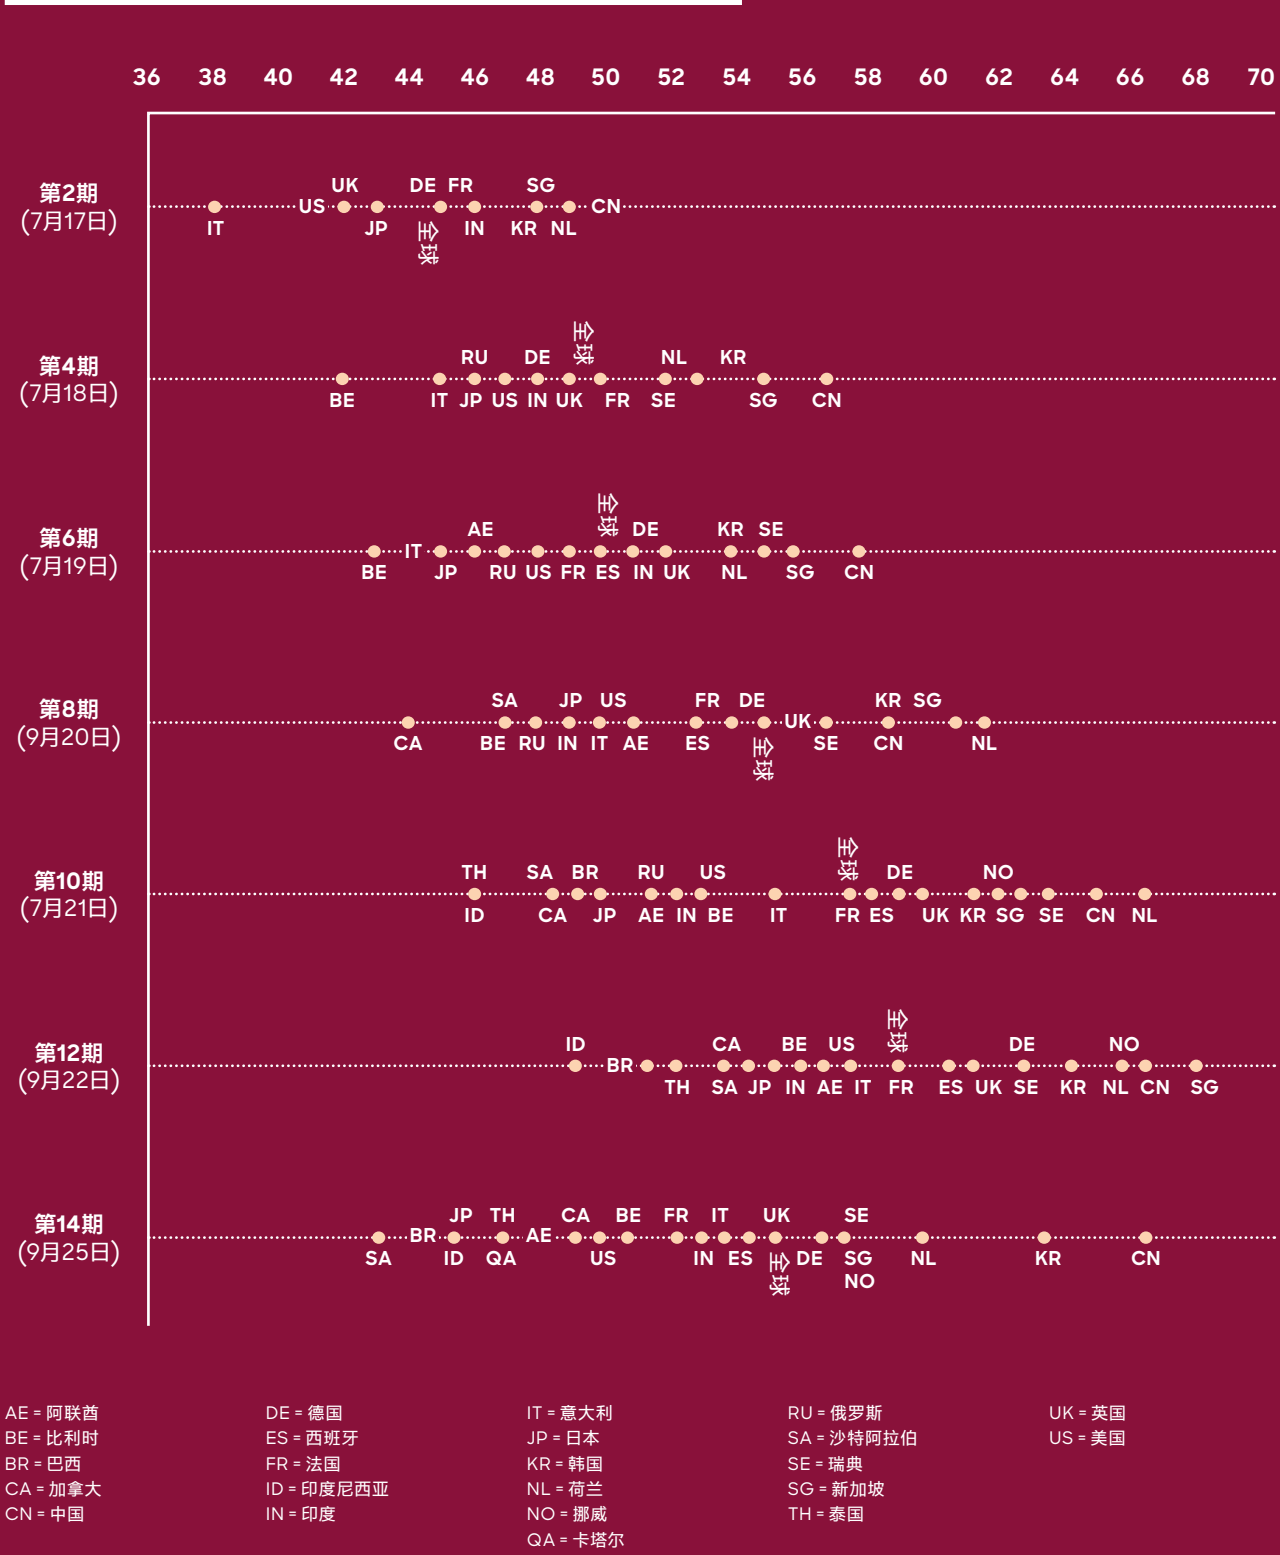 36 38 40 42 44 46 48 50 52 54 56 58 60 62 64 66 68 70
UK DE FR SG
第2期
US CN
(7月17日)
IT JP 全球 IN KR NL
全球
RU DE NL KR
第4期
(7月18日)
BE IT JP US IN UK FR SE SG CN
全球
AE DE KR SE
第6期
IT
(7月19日)
BE JP RU US FR ES IN UK NL SG CN
SA JP US FR DE KR SG
第8期
UK
(9月20日)
CA BE RU IN IT AE ES 全球 SE CN NL
全球
TH SA BR RU US DE NO
第10期
(7月21日)
ID CA JP AE IN BE IT FR ES UK KR SG SE CN NL
全球
ID CA BE US DE NO
第12期
BR
(9月22日)
TH SA JP IN AE IT FR ES UK SE KR NL CN SG
JP TH CA BE FR IT UK SE
第14期
BR AE
(9月25日)
SA ID QA US IN ES 全球 DE SG NL KR CN
NO
AE = 阿联酋
BE = 比利时
BR = 巴西
CA = 加拿大
CN = 中国
DE = 德国
ES = 西班牙
FR = 法国
ID = 印度尼西亚
IN = 印度
IT = 意大利
JP = 日本
KR = 韩国
NL = 荷兰
NO = 挪威
QA = 卡塔尔
RU = 俄罗斯
SA = 沙特阿拉伯
SE = 瑞典
SG = 新加坡
TH = 泰国
UK = 英国
US = 美国